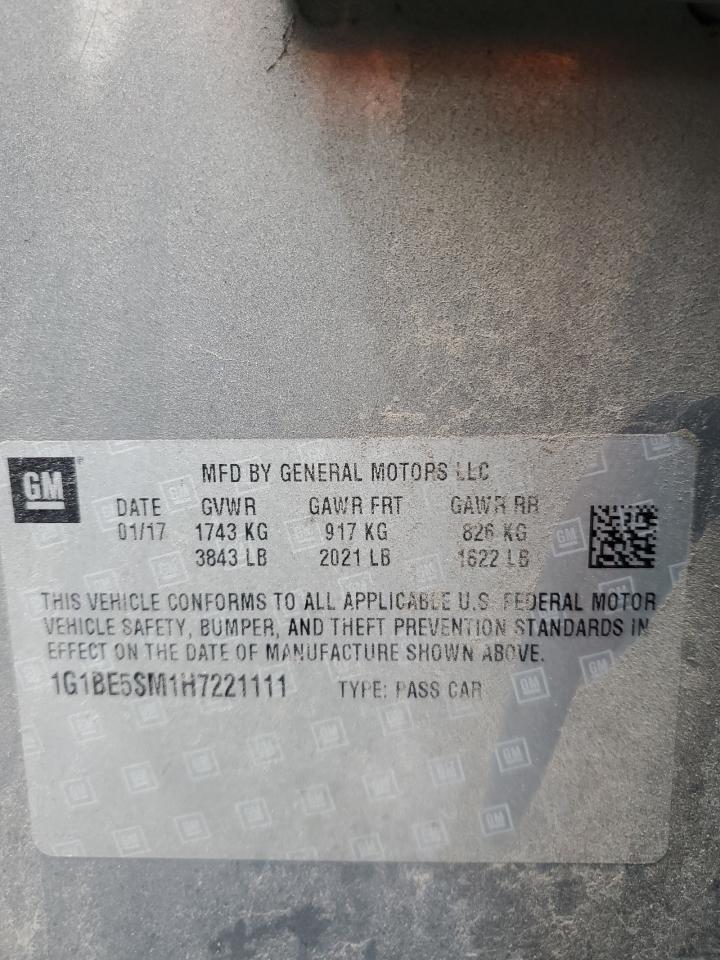 GM
MFD BY GENERAL MOTORS LLC
DATE GVWR GAWR FRT GAWR RR
01/17 1743 KG 917 KG 826 KG
3843 LB 2021 LB 1822 LB
THIS VEHICLE CONFORMS TO ALL APPLICABLE U.S. FEDERAL MOTOR
VEHICLE SAFETY, BUMPER, AND THEFT PREVENTION STANDARDS IN
EFFECT ON THE DATE OF MANUFACTURE SHOWN ABOVE.
1G1BE5SM1H7221111 TYPE: PASS CAR